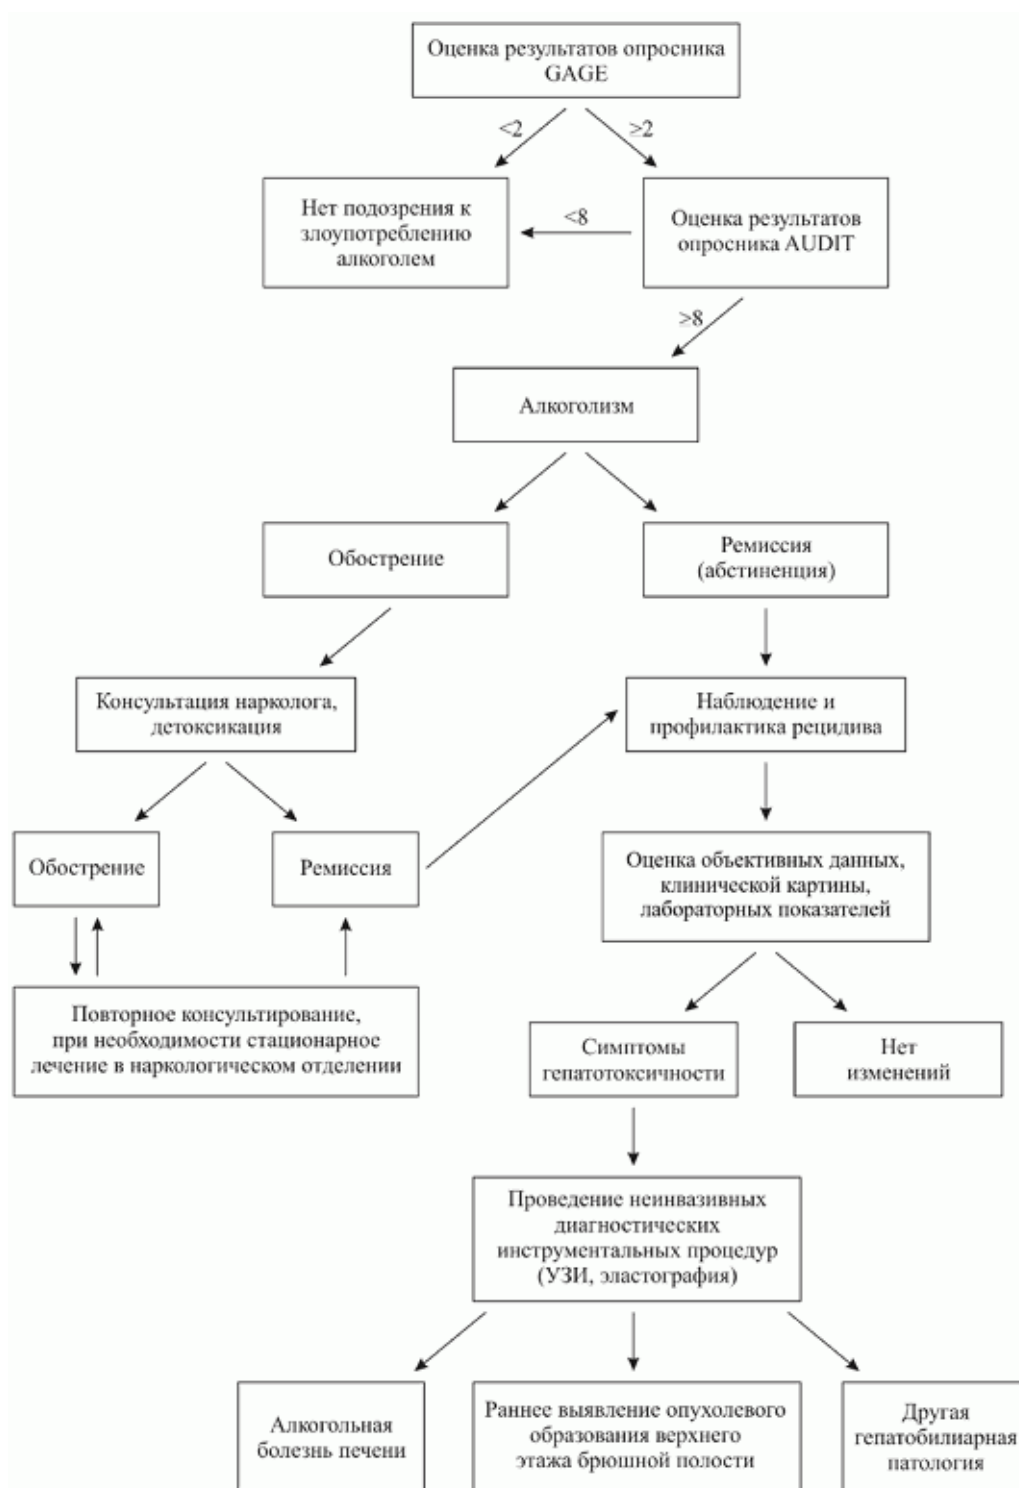 Оценка результатов опросника
GAGE
<2
≥2
Нет подозрения к
злоупотреблению
алкоголем
<8
Оценка результатов
опросника AUDIT
≥8
Алкоголизм
Обострение
Ремиссия
(абстиненция)
Консультация нарколога,
детоксикация
Наблюдение и
профилактика рецидива
Обострение
Ремиссия
Оценка объективных данных,
клинической картины,
лабораторных показателей
Повторное консультирование,
при необходимости стационарное
лечение в наркологическом отделении
Симптомы
гепатотоксичности
Нет
изменений
Проведение неинвазивных
диагностических
инструментальных процедур
(УЗИ, эластография)
Алкогольная
болезнь печени
Раннее выявление опухолевого
образования верхнего
этажа брюшной полости
Другая
гепатобилиарная
патология